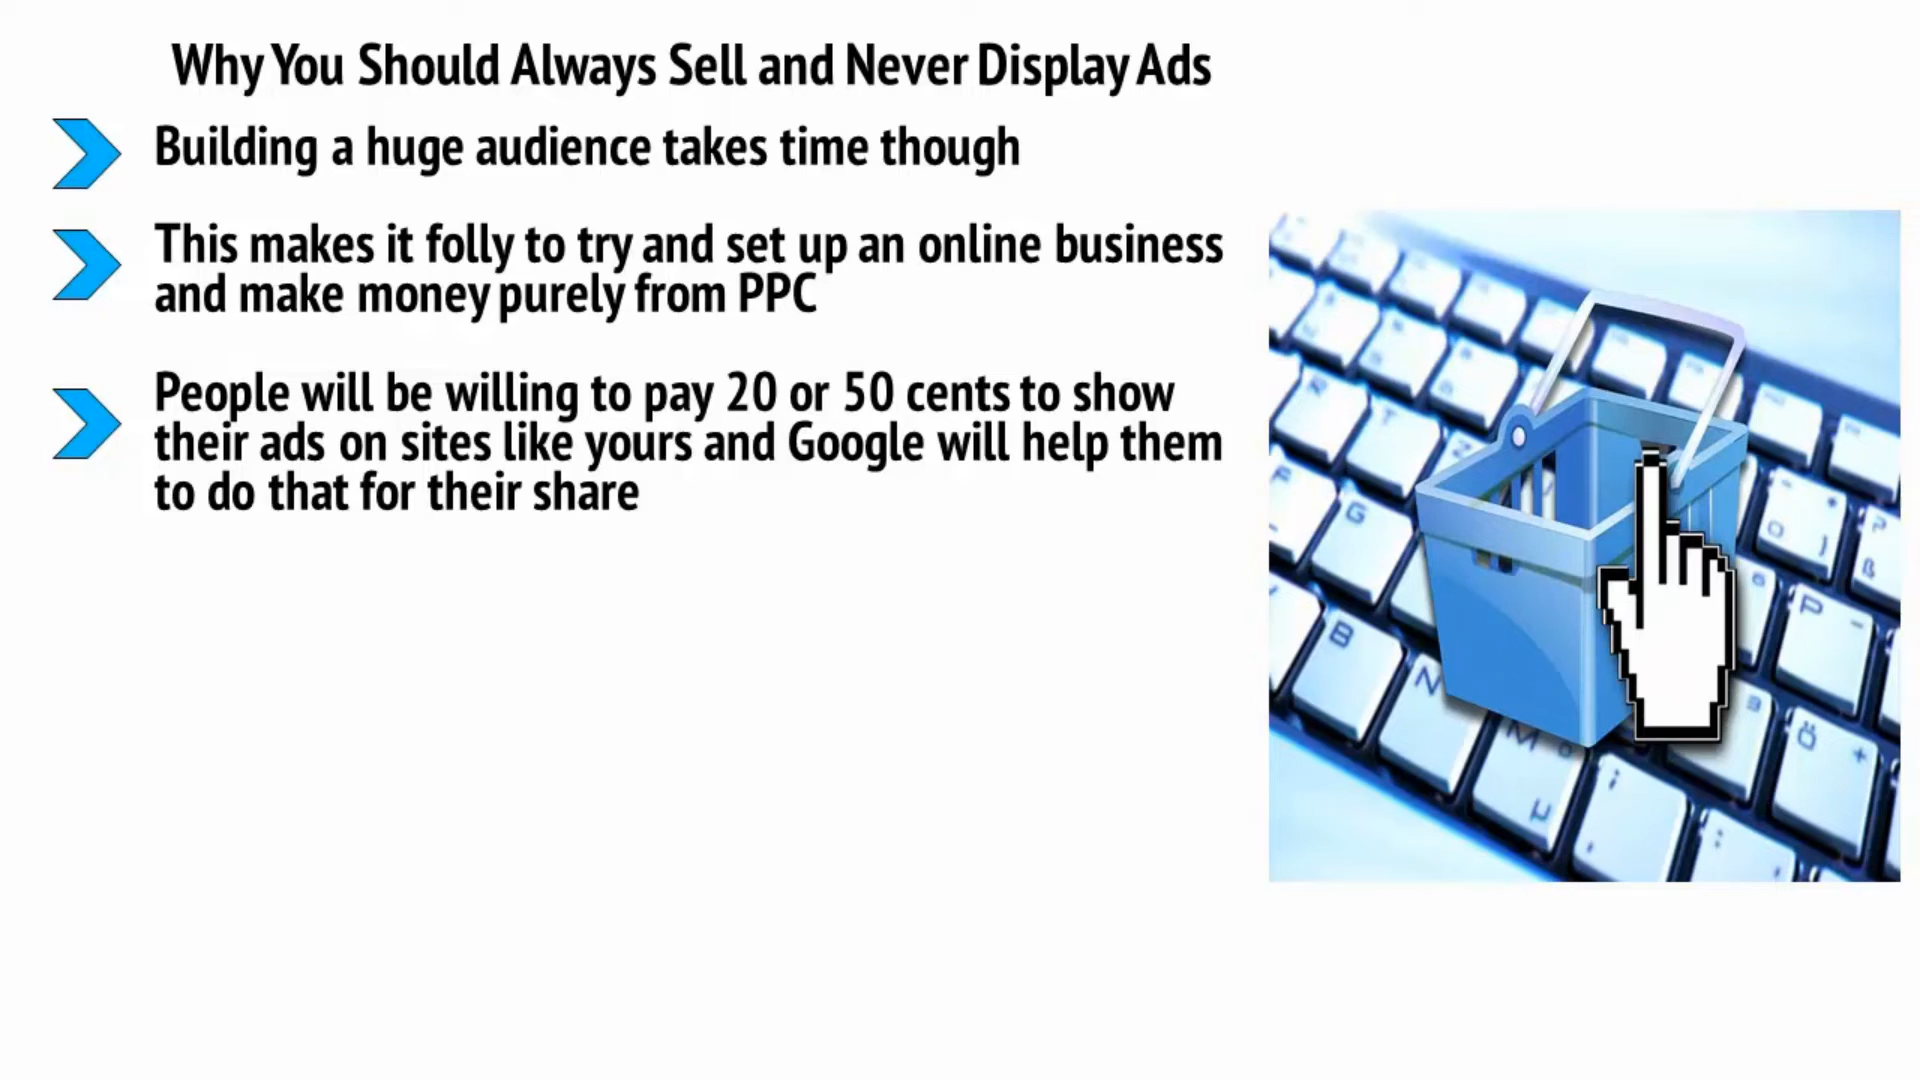 Why You Should Always Sell and Never Display Ads
Building a huge audience takes time though
This makes it folly to try and set up an online business
and make money purely from PPC
People will be willing to pay 20 or 50 cents to show
their ads on sites like yours and Google will help them
to do that for their share
G
B
N
M
P
Ö
µ